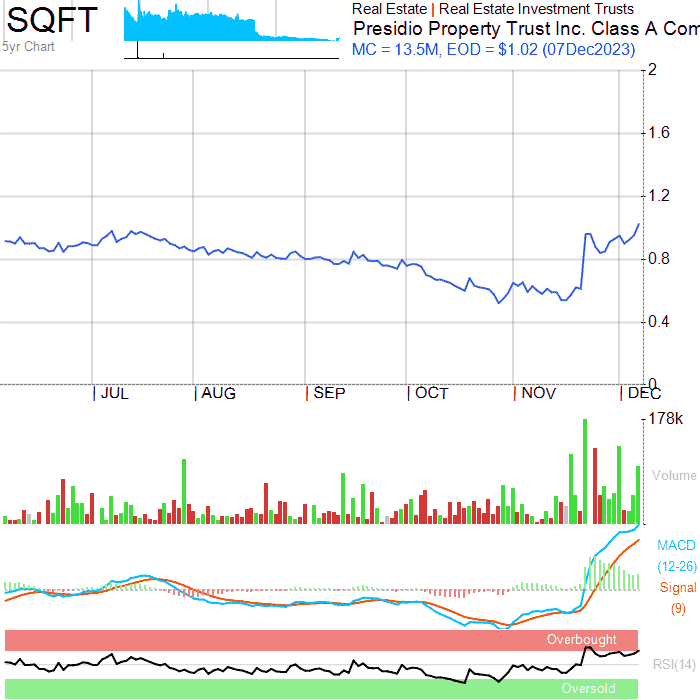 SQFT
5yr Chart
Real Estate | Real Estate Investment Trusts
Presidio Property Trust Inc. Class A Com
MC = 13.5M, EOD = $1.02 (07Dec2023)
2
1.6
1.2
0.8
0.4
0
JUL
AUG
SEP
OCT
NOV
DEC
178k
Volume
MACD
(12-26)
Signal
(9)
Overbought
RSI(14)
Oversold